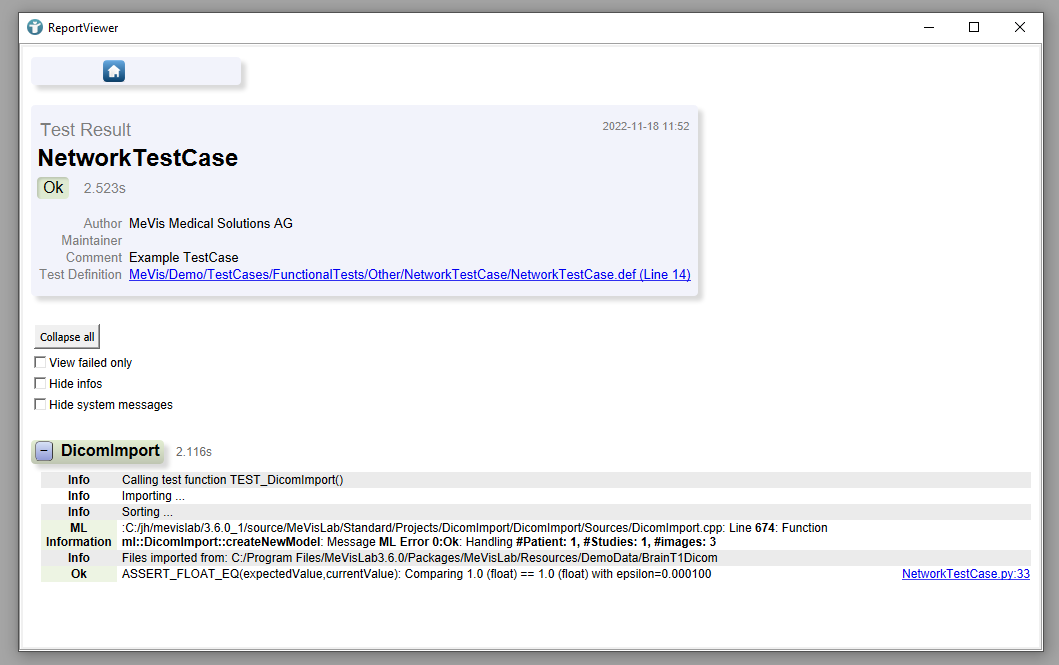 ReportViewer
Test Result 2022-11-18 11:52
NetworkTestCase
Ok 2.523s
Author MeVis Medical Solutions AG
Maintainer
Comment Example TestCase
Test Definition MeVis/Demo/TestCases/FunctionalTests/Other/NetworkTestCase/NetworkTestCase.def (Line 14)
Collapse all
View failed only
Hide infos
Hide system messages
DicomImport 2.116s
Info Calling test function TEST_DicomImport()
Info Importing ...
Info Sorting ...
ML :C:/jh/mevislab/3.6.0_1/source/MeVisLab/Standard/Projects/DicomImport/DicomImport/Sources/DicomImport.cpp: Line 674: Function
Information ml::DicomImport::createNewModel: Message ML Error 0:Ok: Handling #Patient: 1, #Studies: 1, #images: 3
Info Files imported from: C:/Program Files/MeVisLab3.6.0/Packages/MeVisLab/Resources/DemoData/BrainT1Dicom
Ok ASSERT_FLOAT_EQ(expectedValue,currentValue): Comparing 1.0 (float) == 1.0 (float) with epsilon=0.000100 NetworkTestCase.py:33